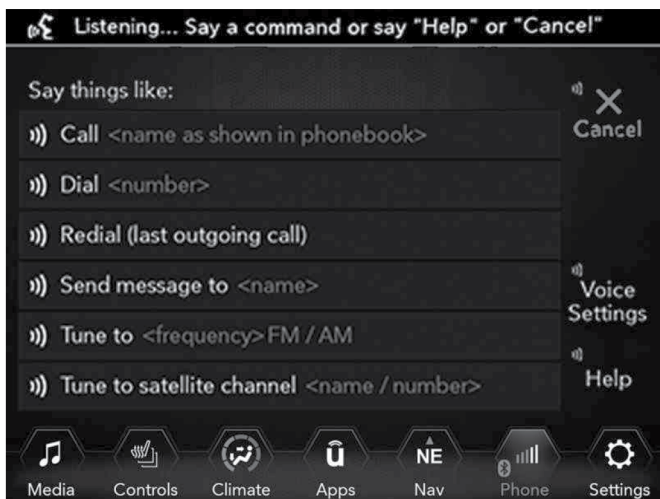 Listening... Say a command or say "Help" or "Cancel"
Say things like:
Call <name as shown in phonebook>
Dial <number>
Redial (last outgoing call)
Send message to <name>
Tune to <frequency> FM / AM
Tune to satellite channel <name / number>
Cancel
Voice
Settings
Help
û
NE
Media
Controls
Climate
Apps
Nav
Phone
Settings